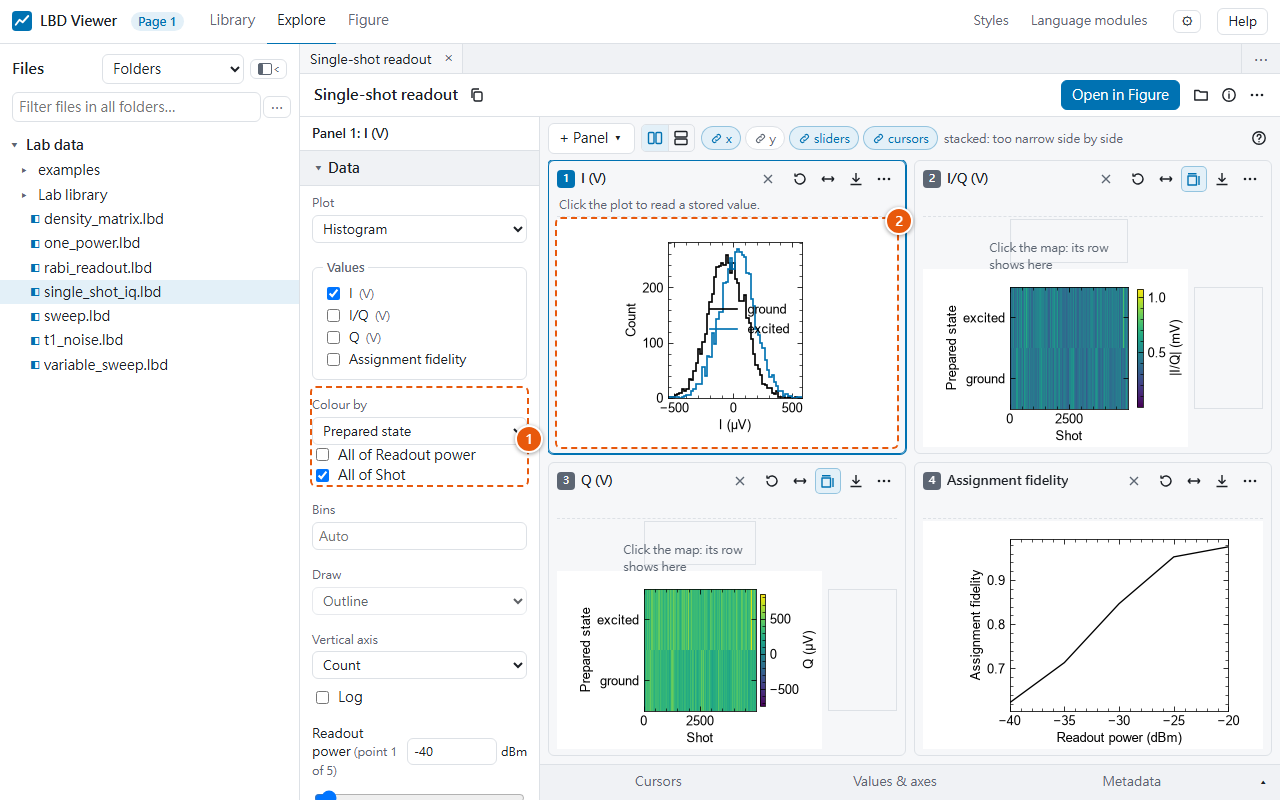 LBD Viewer Page 1 Library Explore Figure Styles Language modules Help
Files Folders
Filter files in all folders...
Lab data
examples
Lab library
density_matrix.lbd
one_power.lbd
rabi_readout.lbd
single_shot_iq.lbd
sweep.lbd
t1_noise.lbd
variable_sweep.lbd
Single-shot readout
Single-shot readout Open in Figure
Panel 1: I (V)
Data
Plot
Histogram
Values
I (V)
I/Q (V)
Q (V)
Assignment fidelity
Colour by
Prepared state
1
All of Readout power
All of Shot
Bins
Auto
Draw
Outline
Vertical axis
Count
Log
Readout power (point 1 of 5) -40 dBm
+ Panel x y sliders cursors stacked: too narrow side by side
1 I (V)
Click the plot to read a stored value.
2
Count
200
100
0
ground
excited
−500 0 500
I (µV)
2 I/Q (V)
Click the map: its row
shows here
Prepared state
excited
ground
0 2500
Shot
1.0
0.5
|I/Q| (mV)
3 Q (V)
Click the map: its row
shows here
Prepared state
excited
ground
0 2500
Shot
500
0
−500
Q (µV)
4 Assignment fidelity
Assignment fidelity
0.9
0.8
0.7
−40 −35 −30 −25 −20
Readout power (dBm)
Cursors Values & axes Metadata